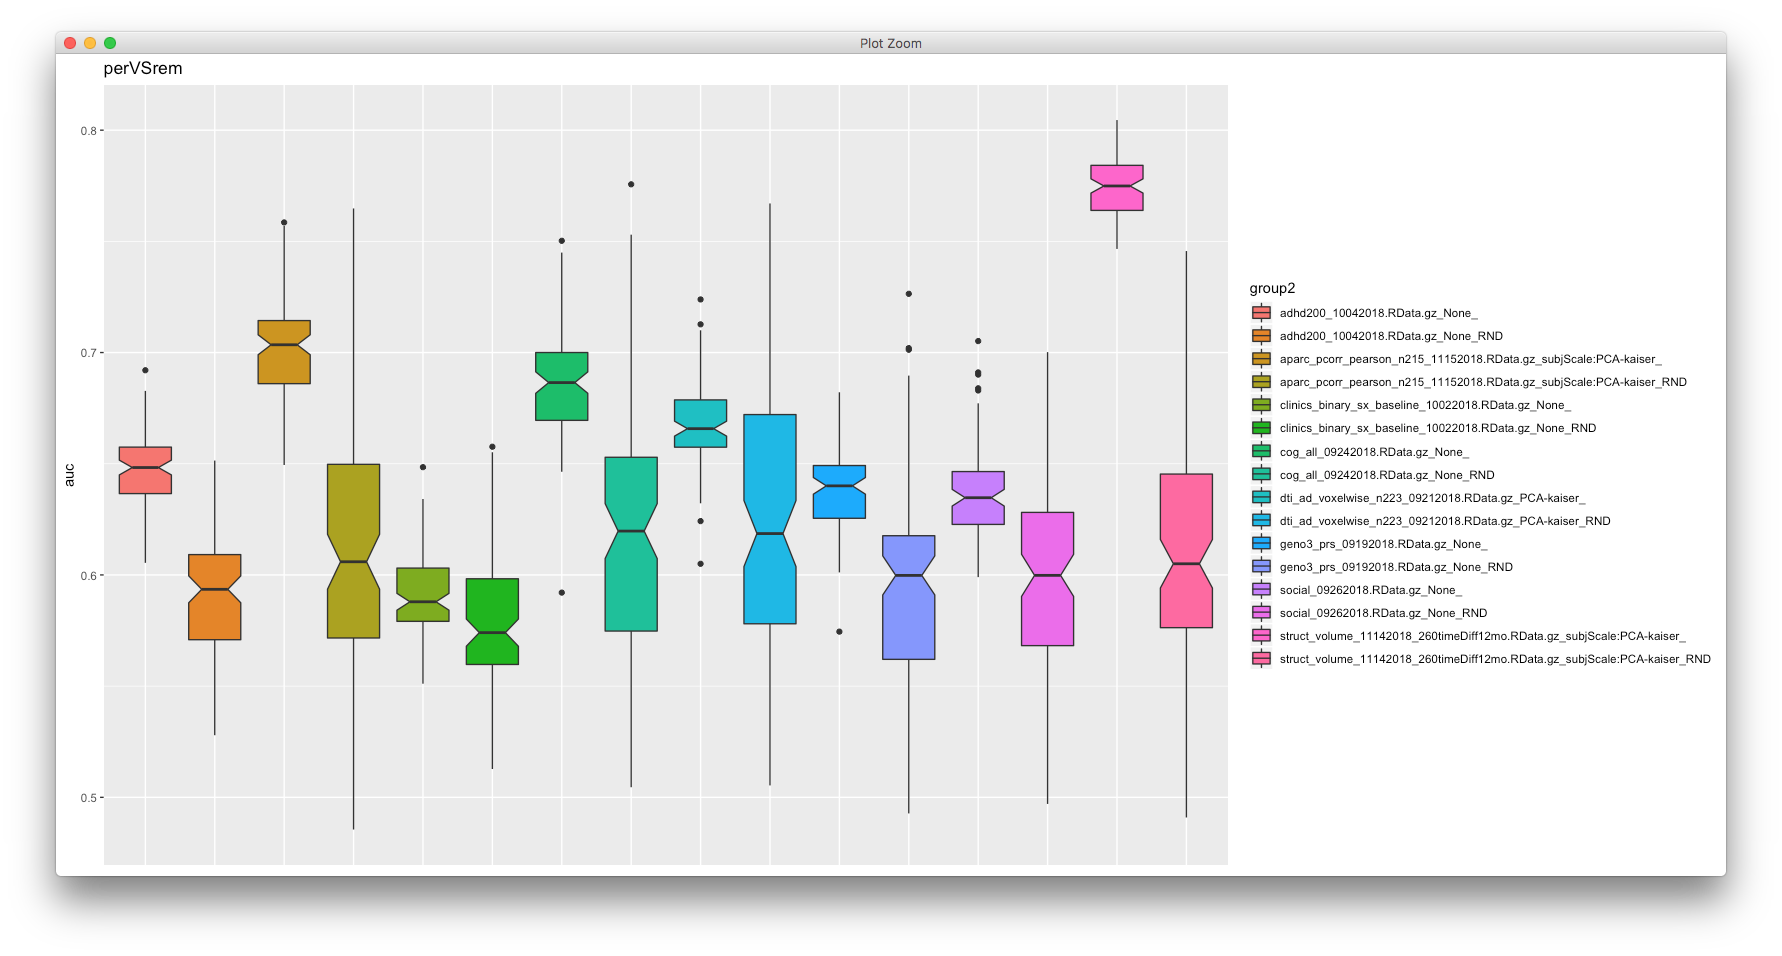 Plot Zoom
perVSrem
0.8
0.7
0.6
0.5
auc
group2
adhd200_10042018.RData.gz_None_
adhd200_10042018.RData.gz_None_RND
aparc_pcorr_pearson_n215_11152018.RData.gz_subjScale:PCA-kaiser_
aparc_pcorr_pearson_n215_11152018.RData.gz_subjScale:PCA-kaiser_RND
clinics_binary_sx_baseline_10022018.RData.gz_None_
clinics_binary_sx_baseline_10022018.RData.gz_None_RND
cog_all_09242018.RData.gz_None_
cog_all_09242018.RData.gz_None_RND
dti_ad_voxelwise_n223_09212018.RData.gz_PCA-kaiser_
dti_ad_voxelwise_n223_09212018.RData.gz_PCA-kaiser_RND
geno3_prs_09192018.RData.gz_None_
geno3_prs_09192018.RData.gz_None_RND
social_09262018.RData.gz_None_
social_09262018.RData.gz_None_RND
struct_volume_11142018_260timeDiff12mo.RData.gz_subjScale:PCA-kaiser_
struct_volume_11142018_260timeDiff12mo.RData.gz_subjScale:PCA-kaiser_RND